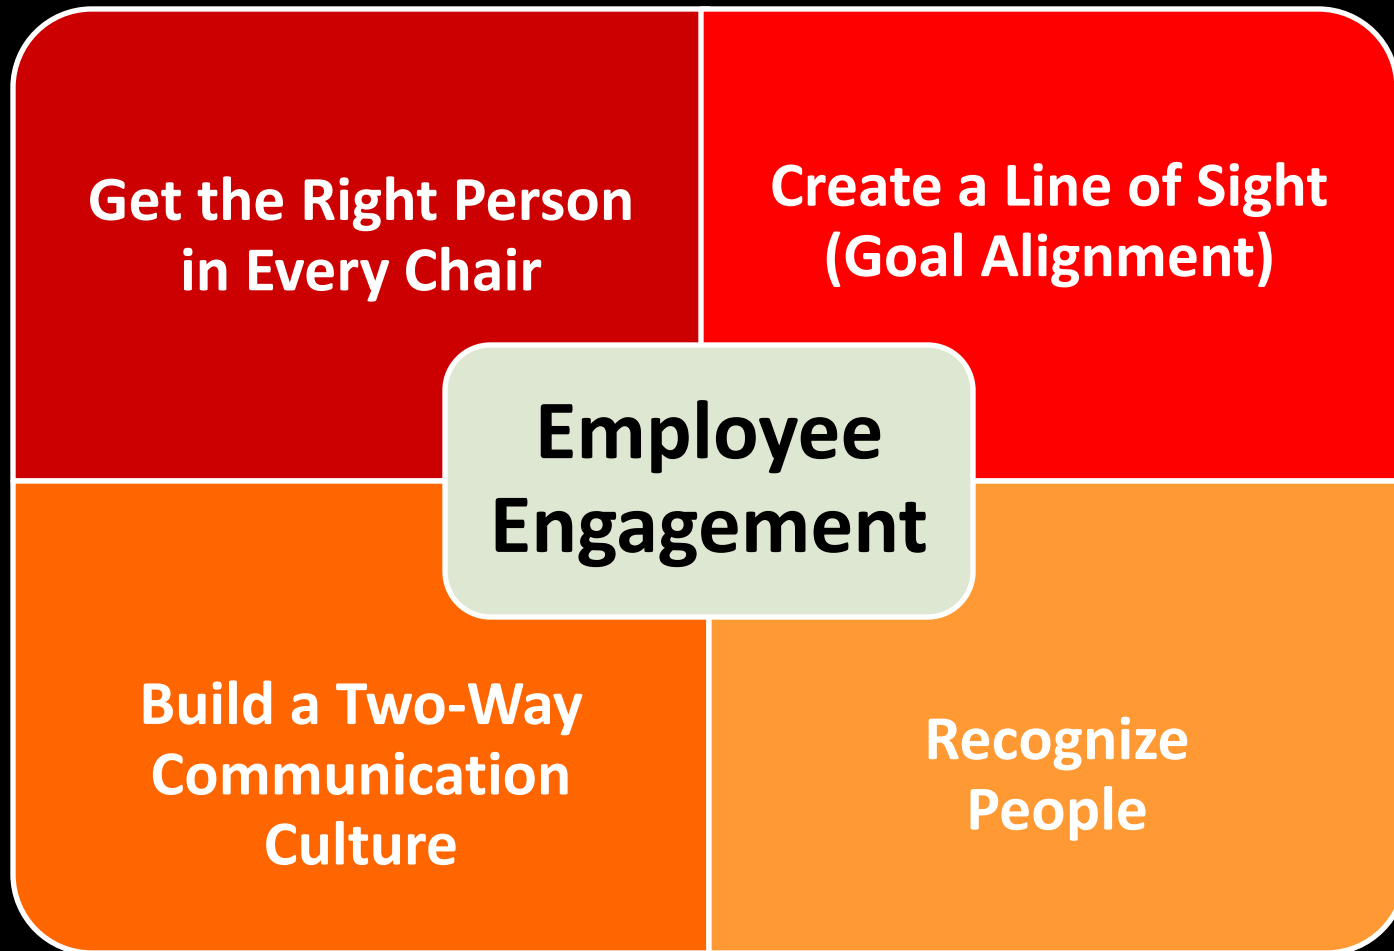 Get the Right Person
in Every Chair
Create a Line of Sight
(Goal Alignment)
Employee
Engagement
Build a Two-Way
Communication
Culture
Recognize
People